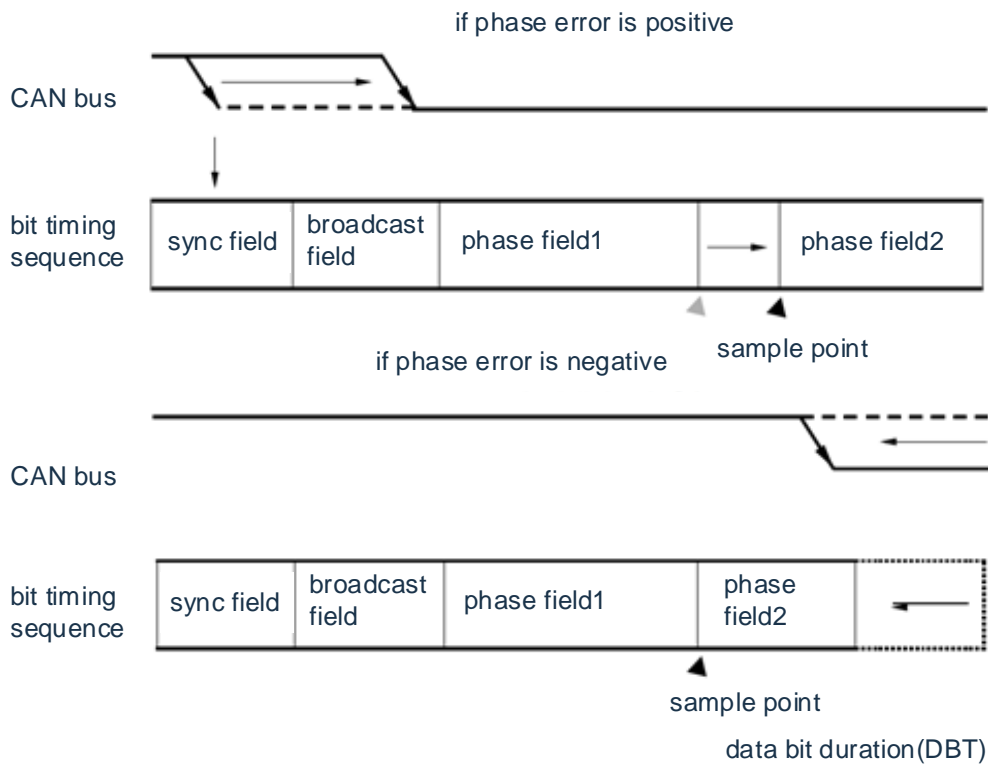 if phase error is positive
CAN bus
bit timing
sequence
sync field
broadcast
field
phase field1
phase field2
sample point
if phase error is negative
CAN bus
bit timing
sequence
sync field
broadcast
field
phase field1
phase
field2
sample point
data bit duration(DBT)